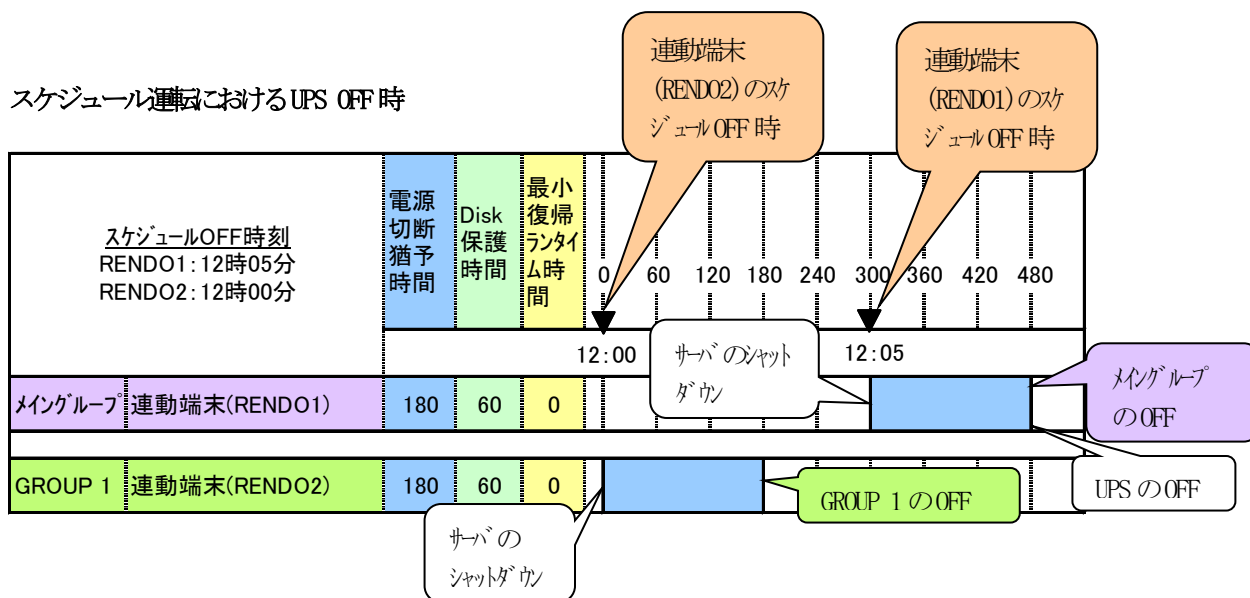 連動端末
(RENDO2)のスケ
ジュールOFF 時
連動端末
(RENDO1)のスケ
ジュールOFF 時
スケジュール運転におけるUPS OFF 時
スケジュールOFF時刻
RENDO1:12時05分
RENDO2:12時00分
電源
切断
猶予
時間
Disk
保護
時間
最小
復帰
ランタイ
ム時
間
0 60 120 180 240 300 360 420 480
12:00 12:05
サーバのシャット
ダウン
メイングループ
のOFF
メイングループ 連動端末(RENDO1) 180 60 0
UPS のOFF
GROUP 1 連動端末(RENDO2) 180 60 0
GROUP 1 のOFF
サーバの
シャットダウン